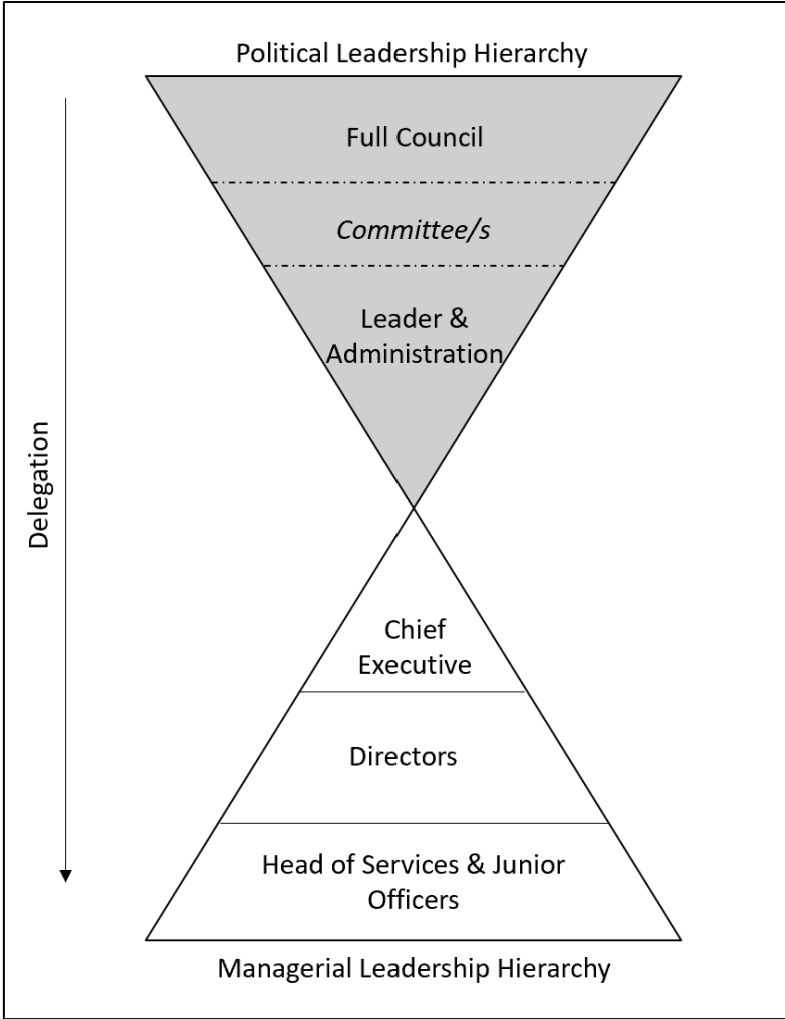 Political Leadership Hierarchy
Full Council
Committee/s
Leader &
Administration
Delegation
Chief
Executive
Directors
Head of Services & Junior
Officers
Managerial Leadership Hierarchy